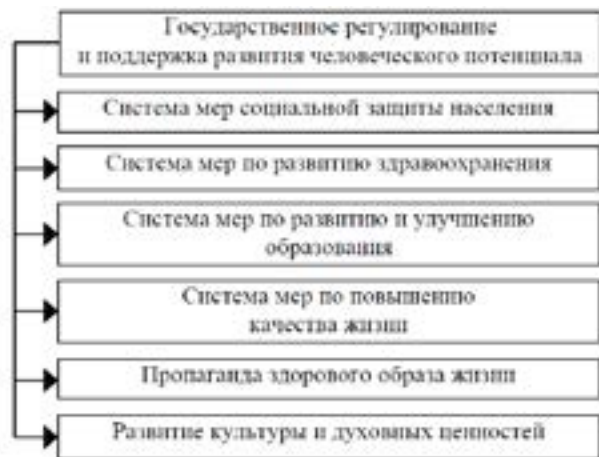 Государственное регулирование
и поддержка развития человеческого потенциала
Система мер социальной защиты населения
Система мер по развитию здравоохранения
Система мер по развитию и улучшению
образования
Система мер по повышению
качества жизни
Пропаганда здорового образа жизни
Развитие культуры и духовных ценностей